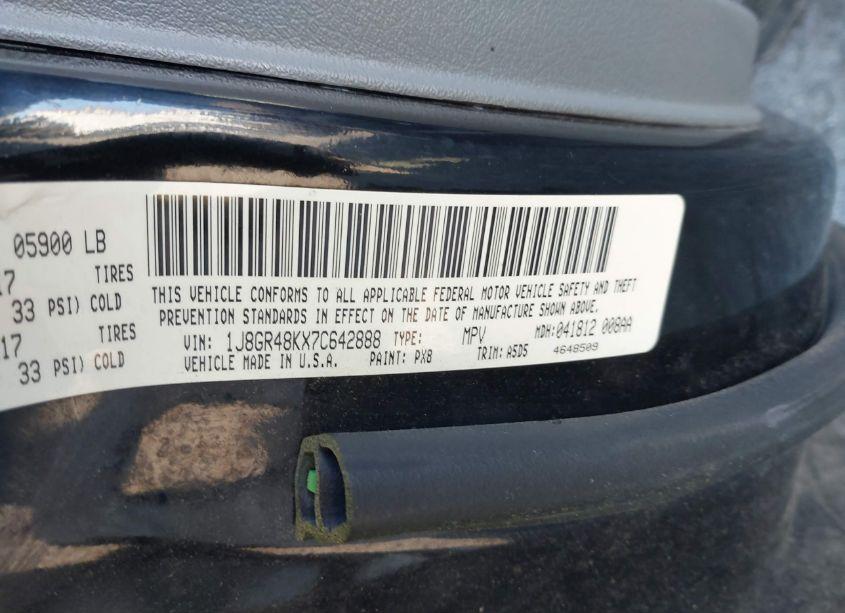 05900 LB
17 TIRES
33 PSI) COLD
17 TIRES
33 PSI) COLD
THIS VEHICLE CONFORMS TO ALL APPLICABLE FEDERAL MOTOR VEHICLE SAFETY AND THEFT
PREVENTION STANDARDS IN EFFECT ON THE DATE OF MANUFACTURE SHOWN ABOVE.
VIN: 1J8GR48KX7C642888 TYPE: MPV MDH:041812 008AA
VEHICLE MADE IN U.S.A. PAINT: PX8 TRIM: A5D5 4648509